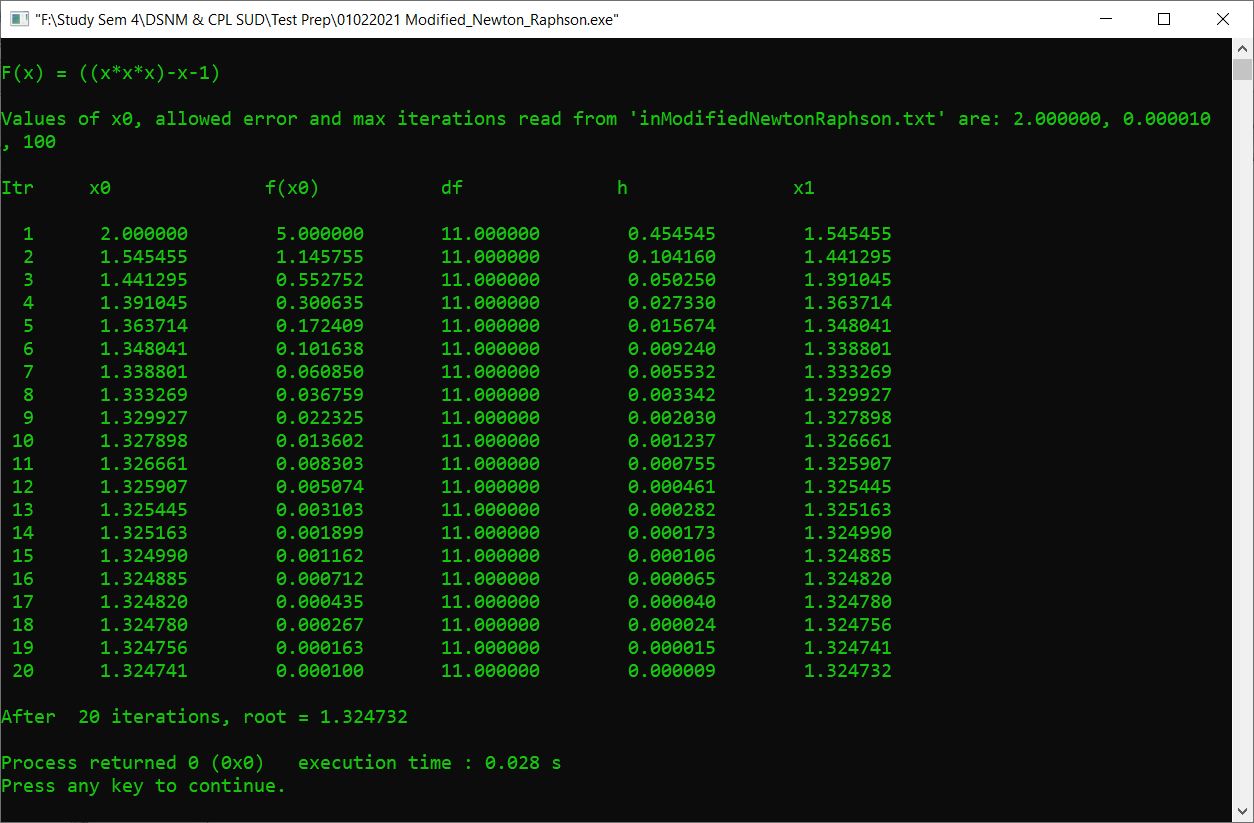 "F:\Study Sem 4\DSNM & CPL SUD\Test Prep\01022021 Modified_Newton_Raphson.exe"
F(x) = ((x*x*x)-x-1)
Values of x0, allowed error and max iterations read from 'inModifiedNewtonRaphson.txt' are: 2.000000, 0.000010
, 100
Itr     x0              f(x0)           df              h               x1
1      2.000000        5.000000       11.000000        0.454545        1.545455
2      1.545455        1.145755       11.000000        0.104160        1.441295
3      1.441295        0.552752       11.000000        0.050250        1.391045
4      1.391045        0.300635       11.000000        0.027330        1.363714
5      1.363714        0.172409       11.000000        0.015674        1.348041
6      1.348041        0.101638       11.000000        0.009240        1.338801
7      1.338801        0.060850       11.000000        0.005532        1.333269
8      1.333269        0.036759       11.000000        0.003342        1.329927
9      1.329927        0.022325       11.000000        0.002030        1.327898
10      1.327898        0.013602       11.000000        0.001237        1.326661
11      1.326661        0.008303       11.000000        0.000755        1.325907
12      1.325907        0.005074       11.000000        0.000461        1.325445
13      1.325445        0.003103       11.000000        0.000282        1.325163
14      1.325163        0.001899       11.000000        0.000173        1.324990
15      1.324990        0.001162       11.000000        0.000106        1.324885
16      1.324885        0.000712       11.000000        0.000065        1.324820
17      1.324820        0.000435       11.000000        0.000040        1.324780
18      1.324780        0.000267       11.000000        0.000024        1.324756
19      1.324756        0.000163       11.000000        0.000015        1.324741
20      1.324741        0.000100       11.000000        0.000009        1.324732
After  20 iterations, root = 1.324732
Process returned 0 (0x0)   execution time : 0.028 s
Press any key to continue.